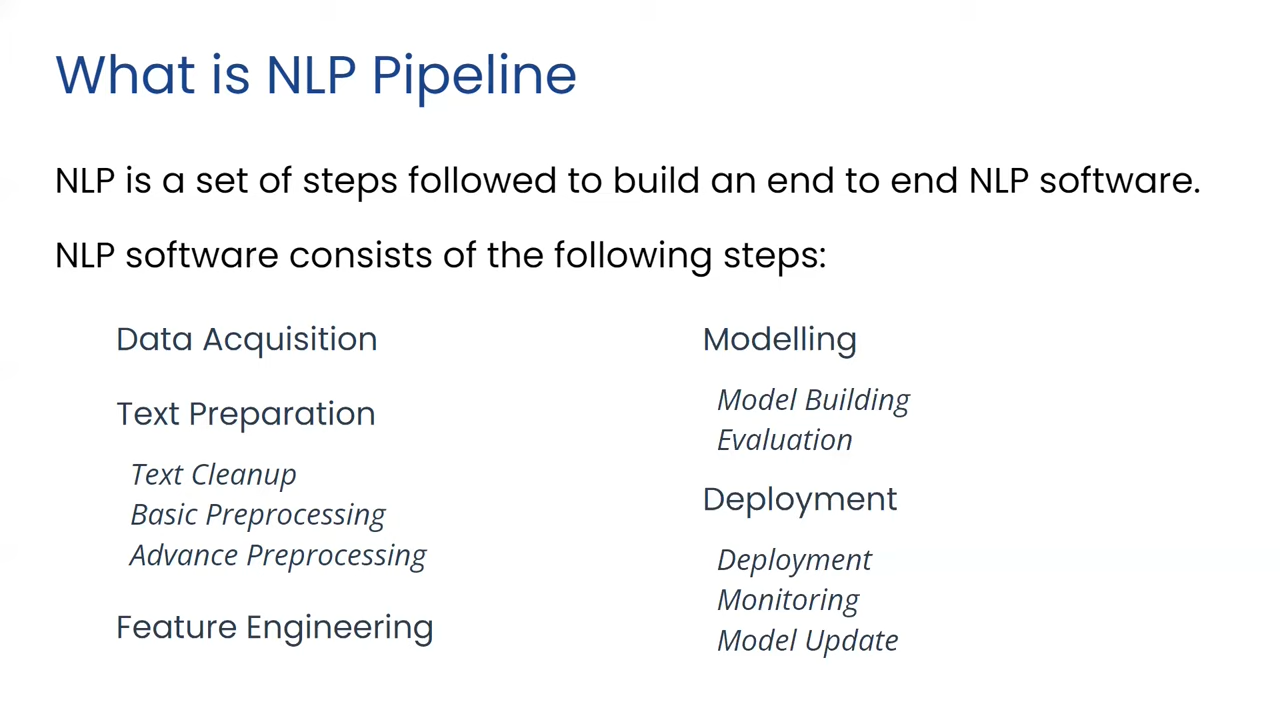 What is NLP Pipeline
NLP is a set of steps followed to build an end to end NLP software.
NLP software consists of the following steps:
Data Acquisition
Text Preparation
Text Cleanup
Basic Preprocessing
Advance Preprocessing
Feature Engineering
Modelling
Model Building
Evaluation
Deployment
Deployment
Monitoring
Model Update